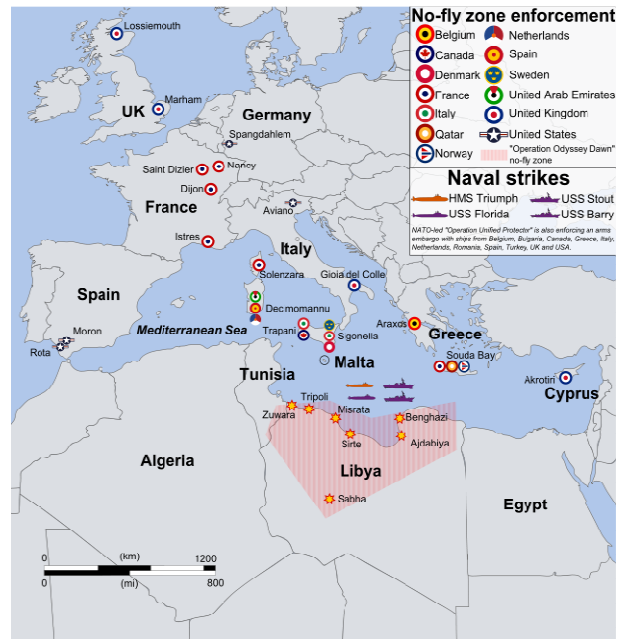 Lossiemouth
No-fly zone enforcement
Belgium
Netherlands
Canada
Spain
Denmark
Sweden
France
United Arab Emirates
Italy
United Kingdom
Qatar
United States
Norway
"Operation Odyssey Dawn"
no-fly zone
Naval strikes
HMS Triumph
USS Stout
USS Florida
USS Barry
NATO-led "Operation Unified Protector" is also enforcing an arms
embargo with ships from Belgium, Bulgaria, Canada, Greece, Italy,
Netherlands, Romania, Spain, Turkey, UK and USA.
UK
Marham
Germany
Spangdahlem
Saint Dizier
Nancy
Dijon
France
Aviano
Istres
Italy
Solenzara
Gioia del Colle
Spain
Decimomannu
Mediterranean Sea
Trapani
Sigonella
Araxos
Greece
Moron
Rota
Malta
Souda Bay
Tunisia
Akrotiri
Cyprus
Tripoli
Zuwara
Misrata
Benghazi
Sirte
Ajdabiya
Algeria
Libya
Sabha
Egypt
0 (km) 1200
0 (mi) 800